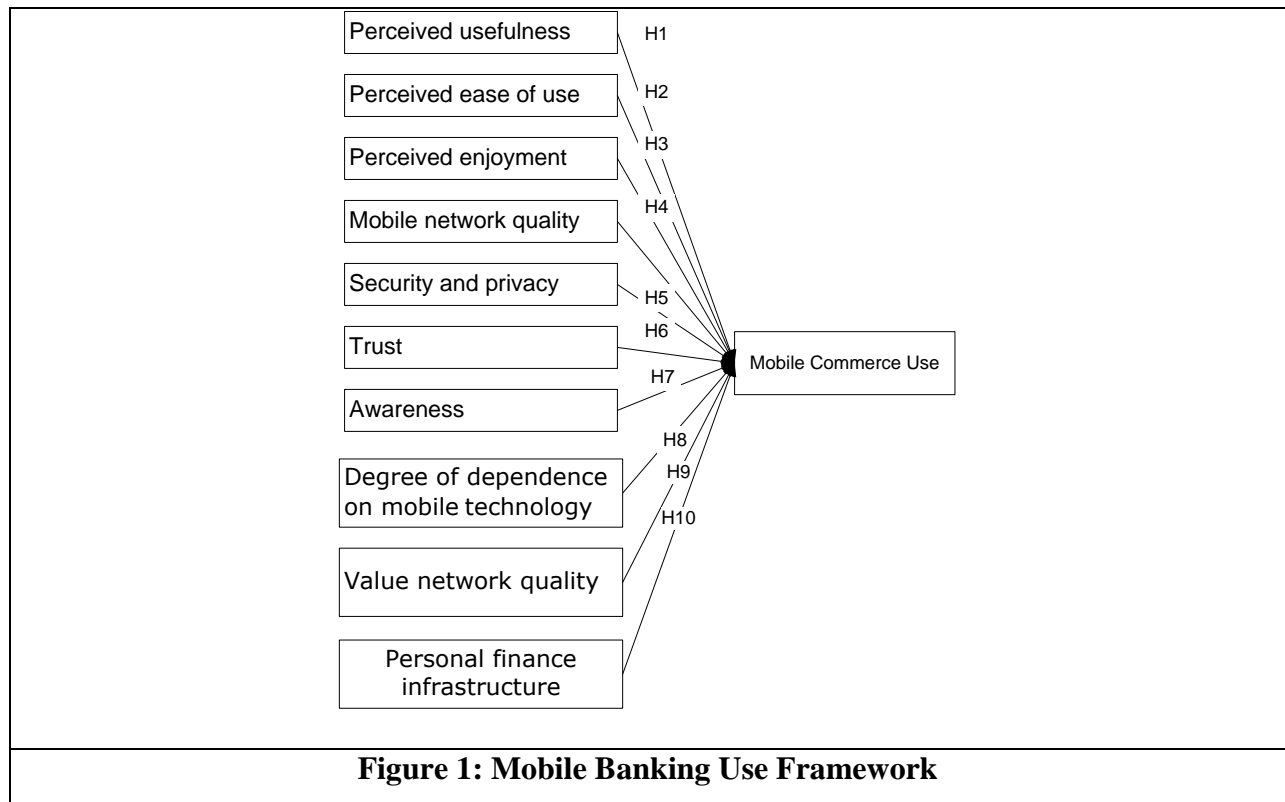 Perceived usefulness
H1
Perceived ease of use
H2
Perceived enjoyment
H3
Mobile network quality
H4
Security and privacy
H5
Trust
H6
Mobile Commerce Use
Awareness
H7
Degree of dependence
on mobile technology
H8
Value network quality
H9
Personal finance
infrastructure
H10
Figure 1: Mobile Banking Use Framework